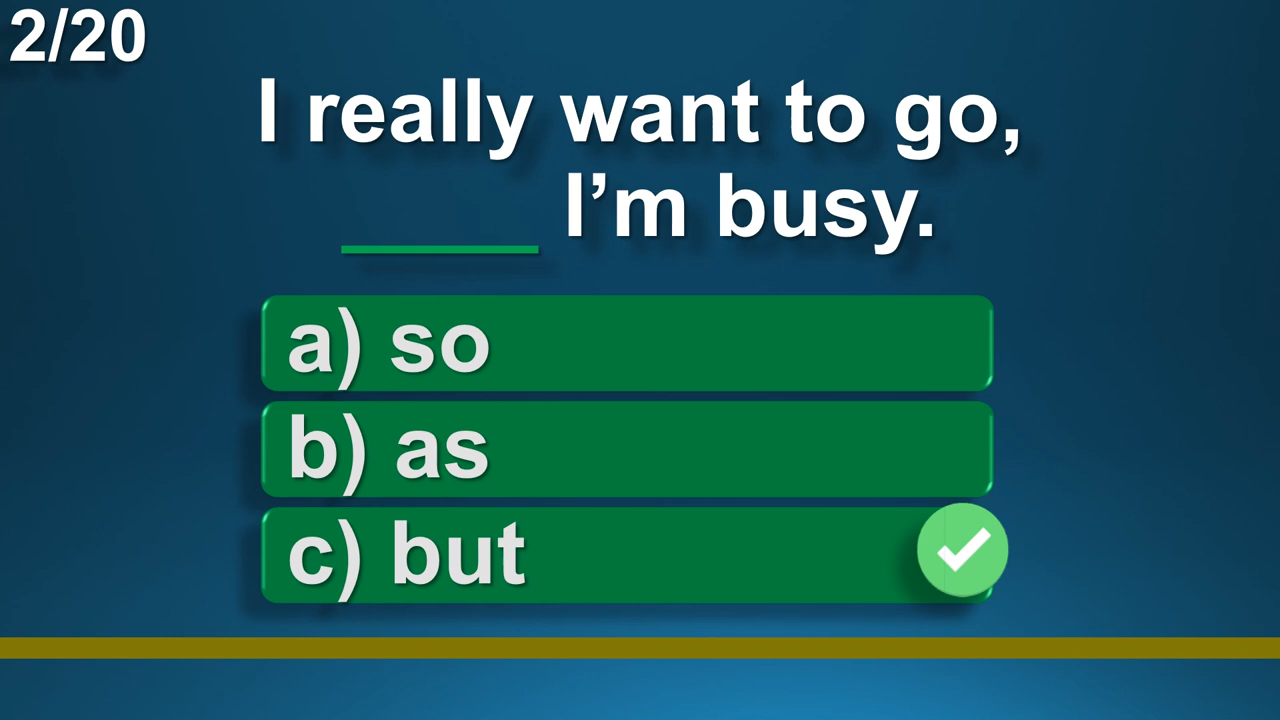 2/20
I really want to go,
_____ I’m busy.
a) so
b) as
c) but